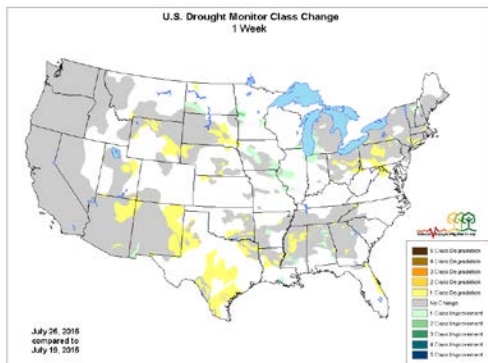 U.S. Drought Monitor Class Change
1 Week
5 Class Degradation
4 Class Degradation
3 Class Degradation
2 Class Degradation
1 Class Degradation
No Change
1 Class Improvement
2 Class Improvement
3 Class Improvement
4 Class Improvement
5 Class Improvement
July 26, 2016
compared to
July 19, 2016